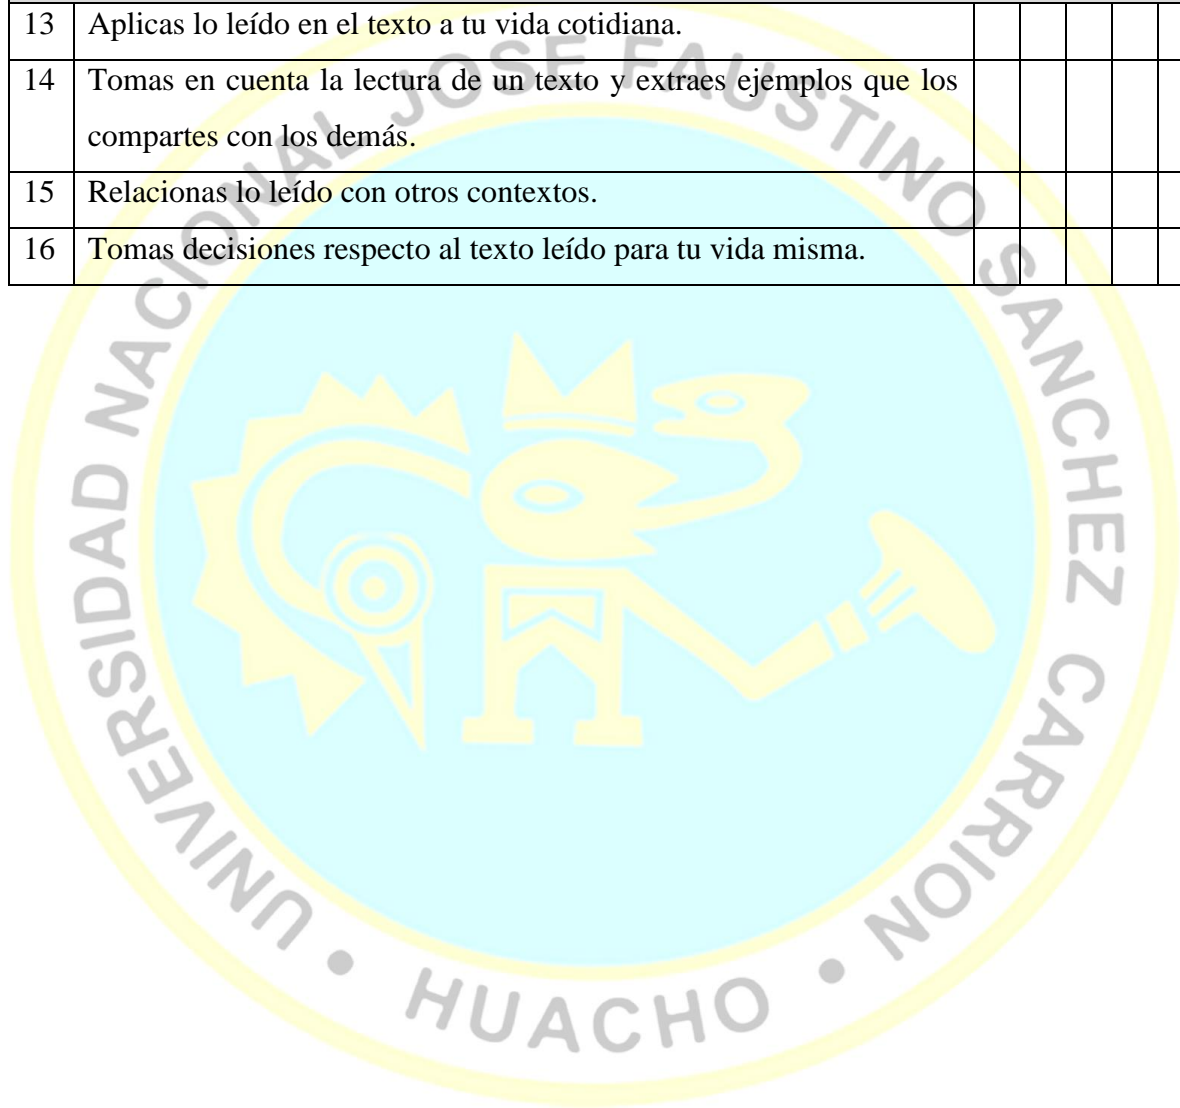 13 Aplicas lo leído en el texto a tu vida cotidiana.
14 Tomas en cuenta la lectura de un texto y extraes ejemplos que los
compartes con los demás.
15 Relacionas lo leído con otros contextos.
16 Tomas decisiones respecto al texto leído para tu vida misma.
UNIVERSIDAD NACIONAL JOSE FAUSTINO SANCHEZ CARRION
• HUACHO •